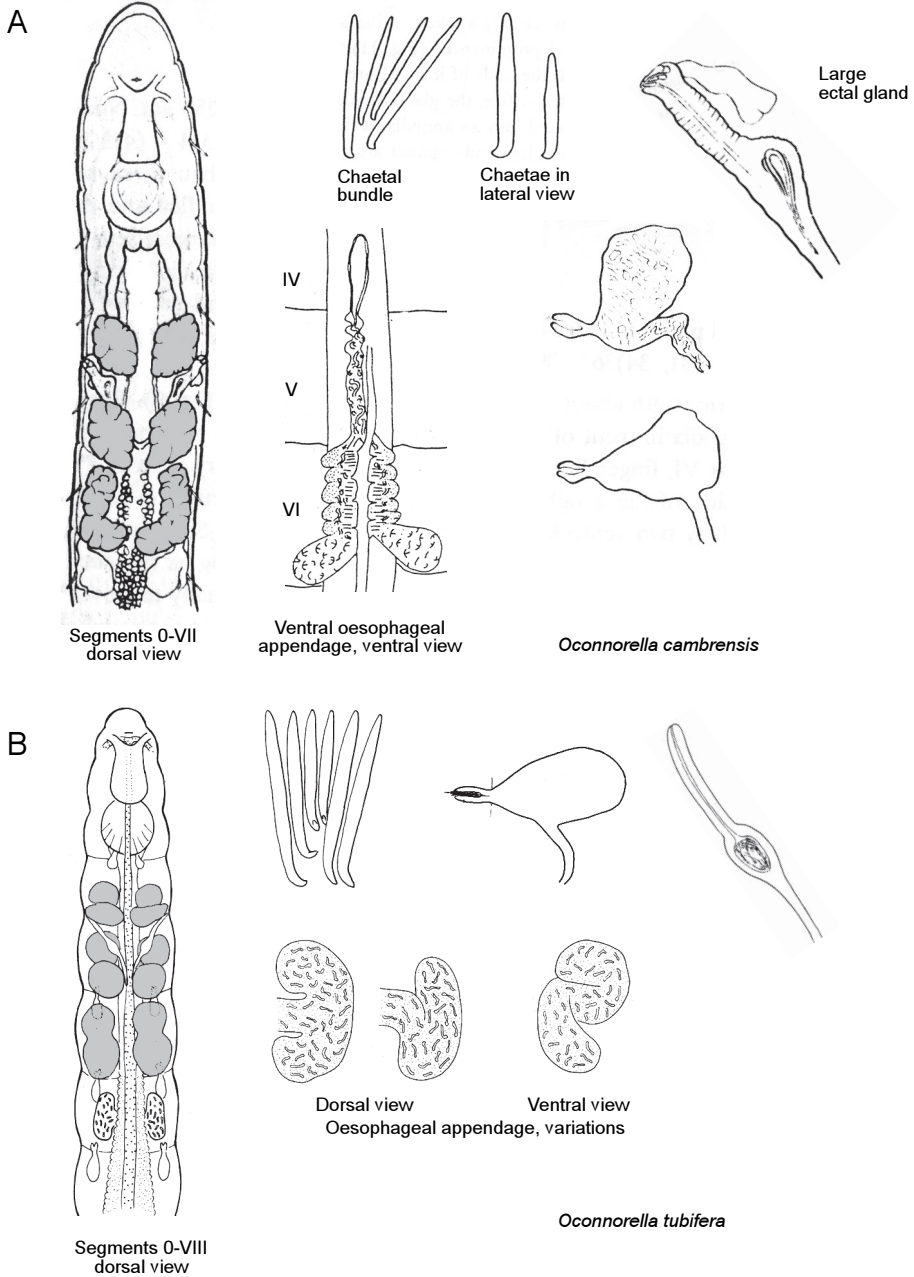 A
Large
ectal gland
Chaetal
bundle
Chaetae in
lateral view
IV
V
VI
Segments 0-VII
dorsal view
Ventral oesophageal
appendage, ventral view
Oconnorella cambrensis
B
Dorsal view
Ventral view
Oesophageal appendage, variations
Oconnorella tubifera
Segments 0-VIII
dorsal view